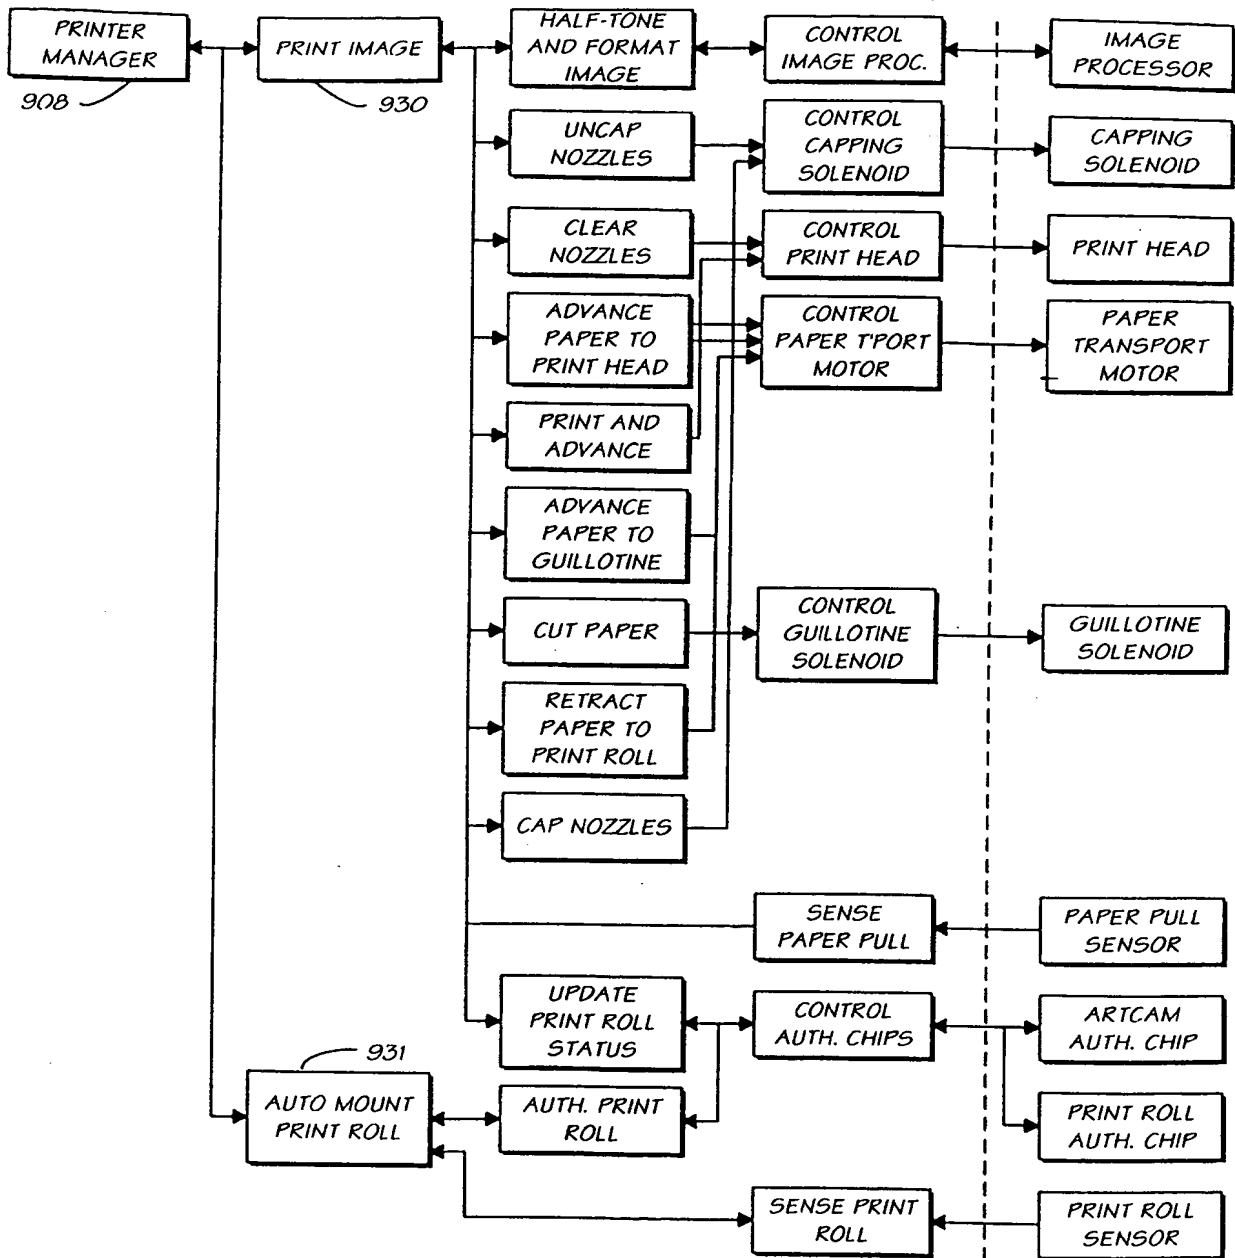 PRINTER
MANAGER
908
PRINT IMAGE
930
HALF-TONE
AND FORMAT
IMAGE
CONTROL
IMAGE PROC.
IMAGE
PROCESSOR
UNCAP
NOZZLES
CONTROL
CAPPING
SOLENOID
CAPPING
SOLENOID
CLEAR
NOZZLES
CONTROL
PRINT HEAD
PRINT HEAD
ADVANCE
PAPER TO
PRINT HEAD
CONTROL
PAPER T'PORT
MOTOR
PAPER
TRANSPORT
MOTOR
PRINT AND
ADVANCE
ADVANCE
PAPER TO
GUILLOTINE
CUT PAPER
CONTROL
GUILLOTINE
SOLENOID
GUILLOTINE
SOLENOID
RETRACT
PAPER TO
PRINT ROLL
CAP NOZZLES
SENSE
PAPER PULL
PAPER PULL
SENSOR
UPDATE
PRINT ROLL
STATUS
CONTROL
AUTH. CHIPS
ARTCAM
AUTH. CHIP
931
AUTO MOUNT
PRINT ROLL
AUTH. PRINT
ROLL
PRINT ROLL
AUTH. CHIP
SENSE PRINT
ROLL
PRINT ROLL
SENSOR